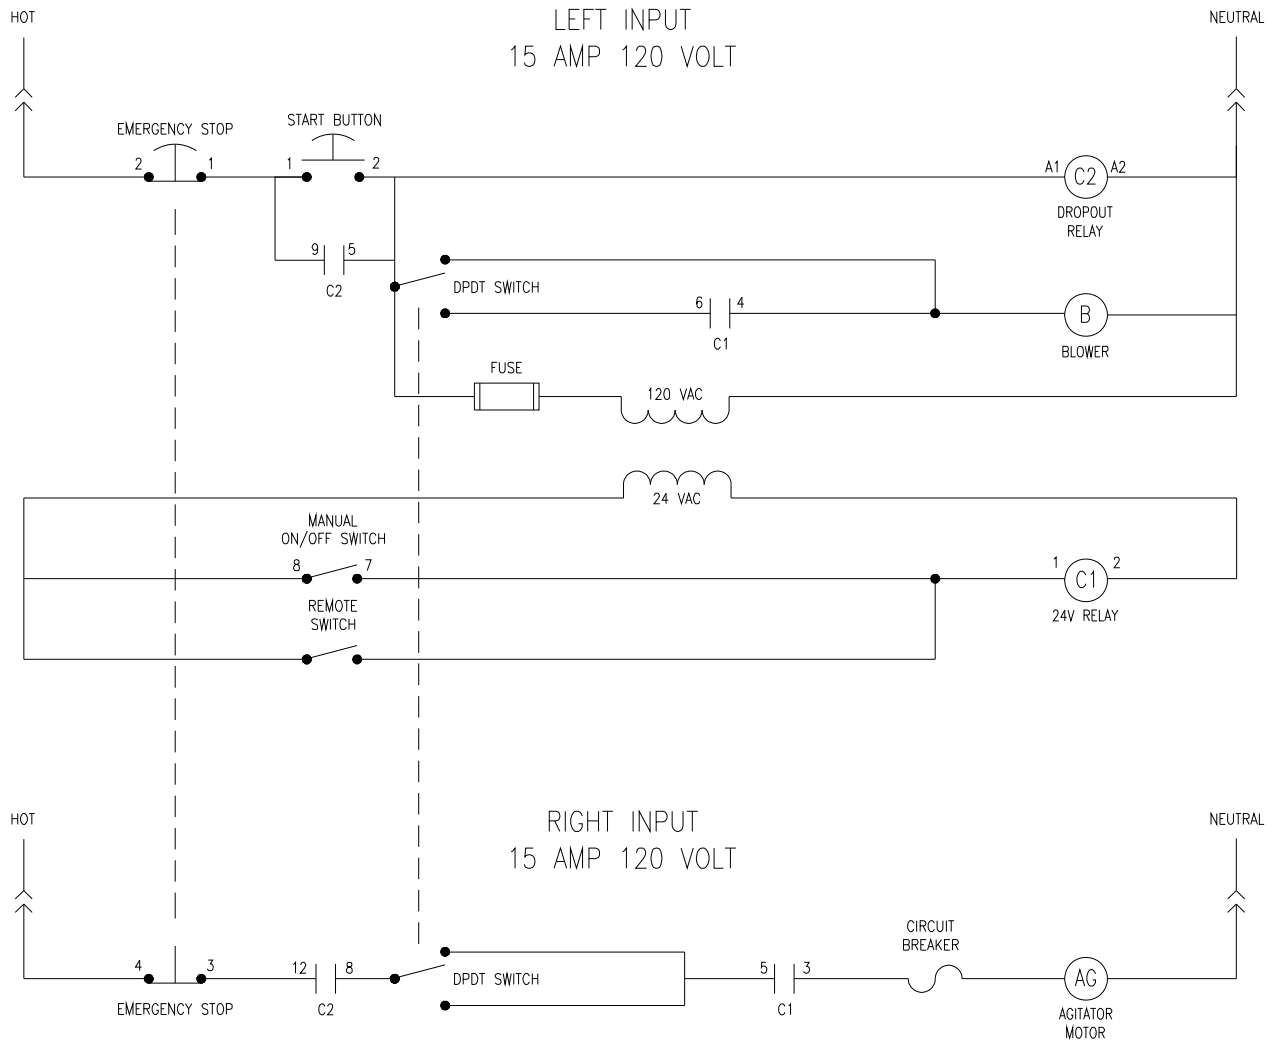 HOT
LEFT INPUT
NEUTRAL
15 AMP 120 VOLT
EMERGENCY STOP
START BUTTON
2 1
1 2
A1 C2 A2
DROPOUT
RELAY
9 5
C2
DPDT SWITCH
6 4
C1
B
BLOWER
FUSE
120 VAC
24 VAC
MANUAL
ON/OFF SWITCH
8 7
1 C1 2
24V RELAY
REMOTE
SWITCH
HOT
RIGHT INPUT
NEUTRAL
15 AMP 120 VOLT
4 3
EMERGENCY STOP
12 8
C2
DPDT SWITCH
5 3
C1
CIRCUIT
BREAKER
AG
AGITATOR
MOTOR